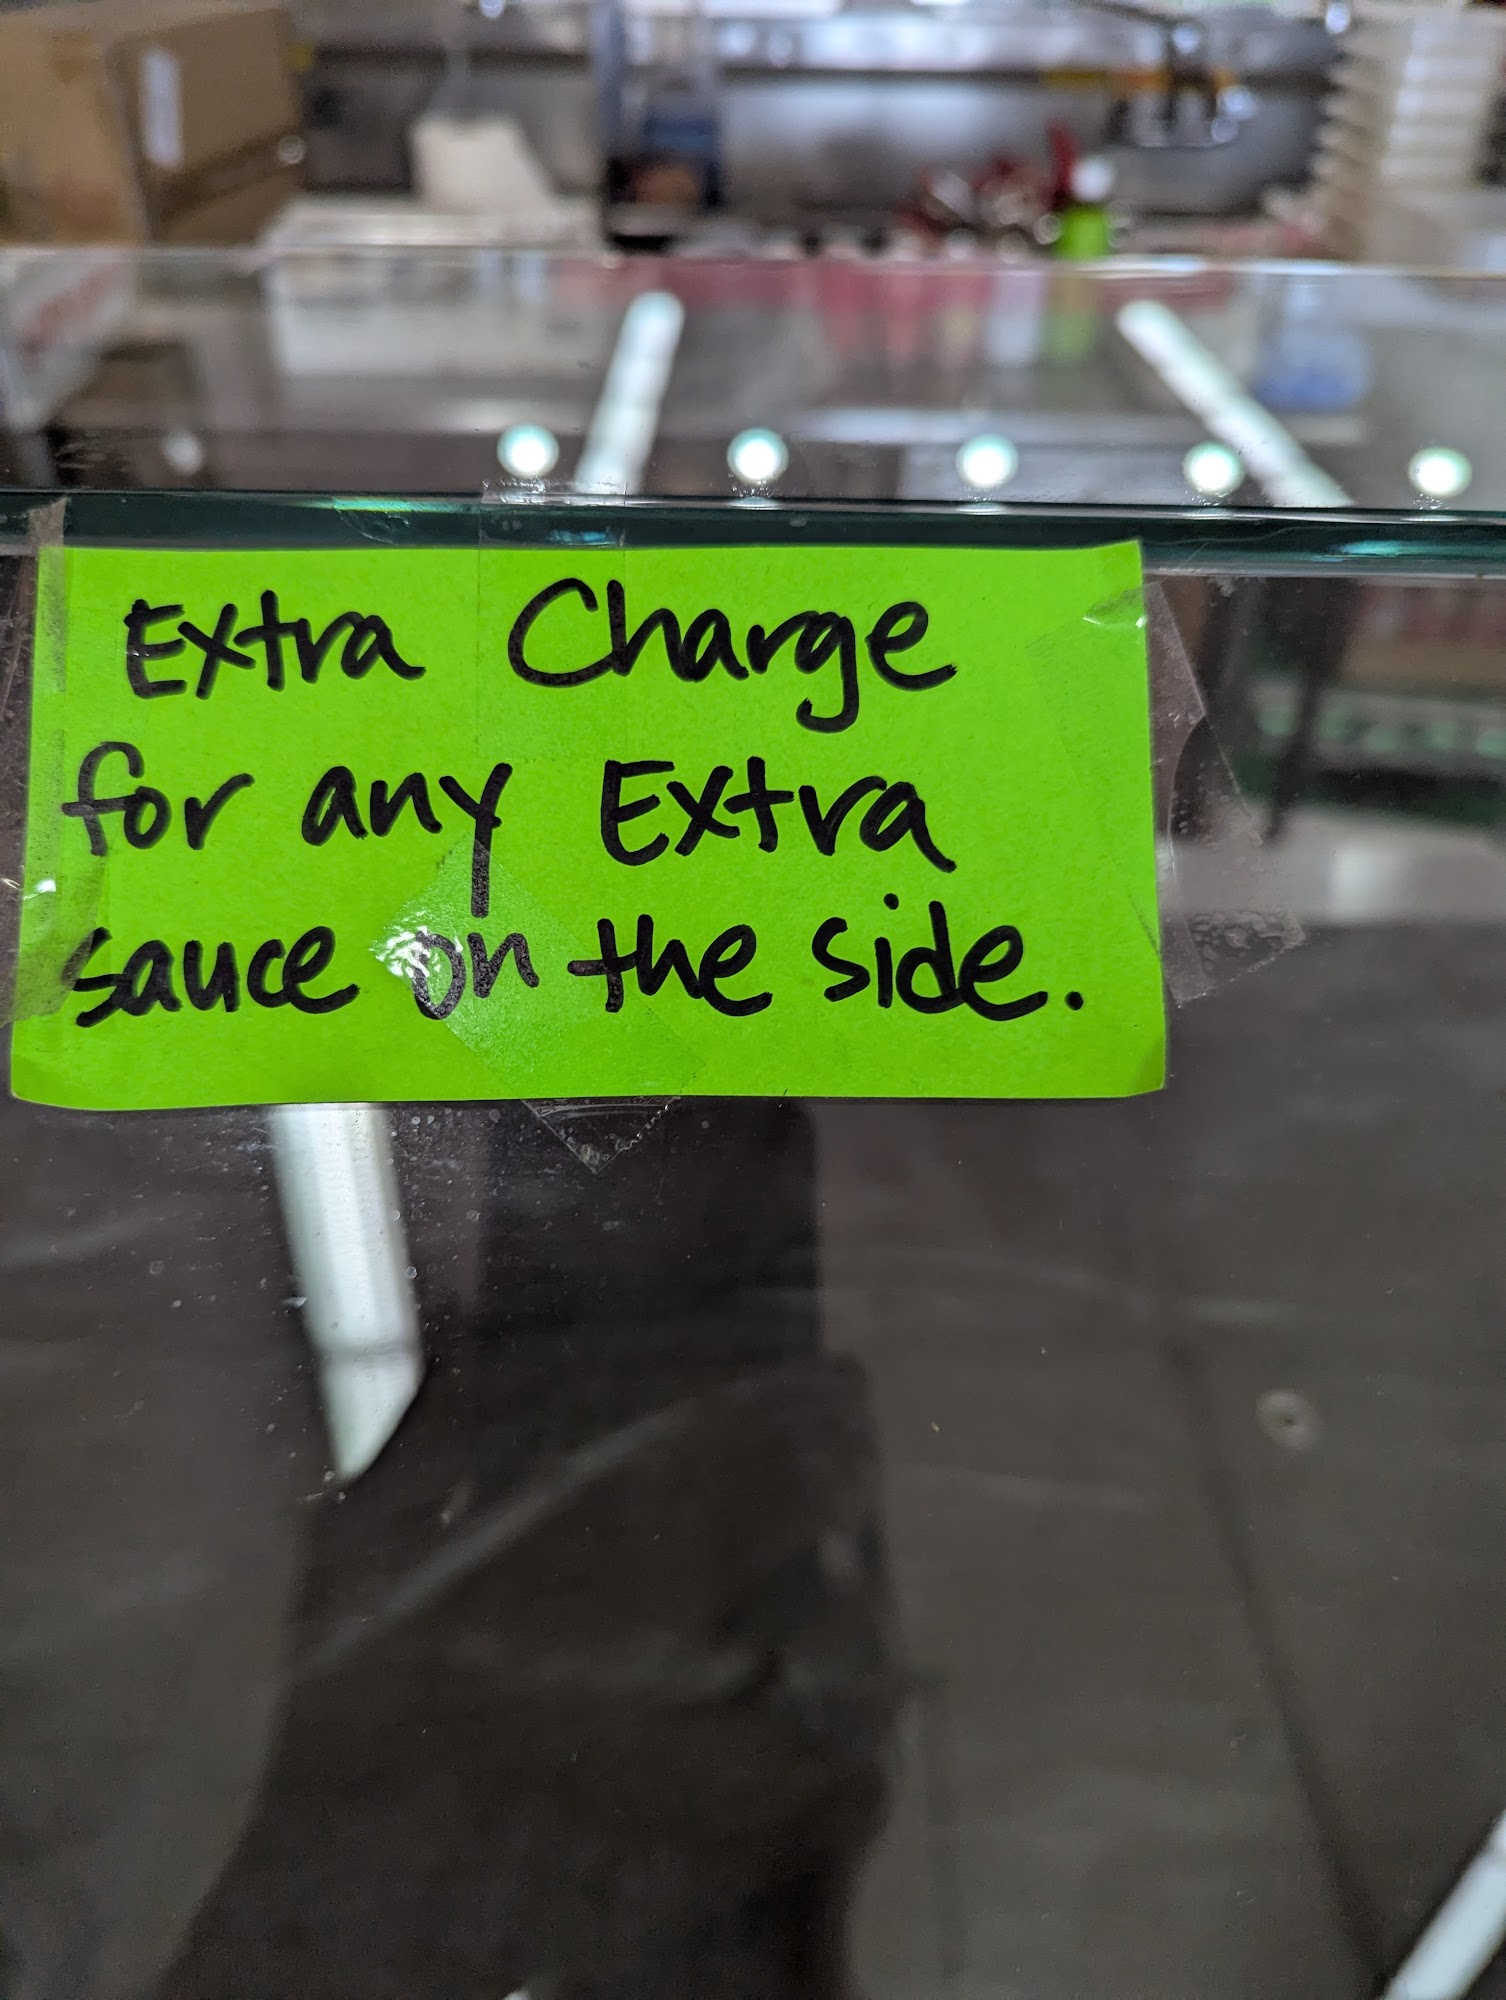 Extra Charge
for any Extra
sauce on the side.